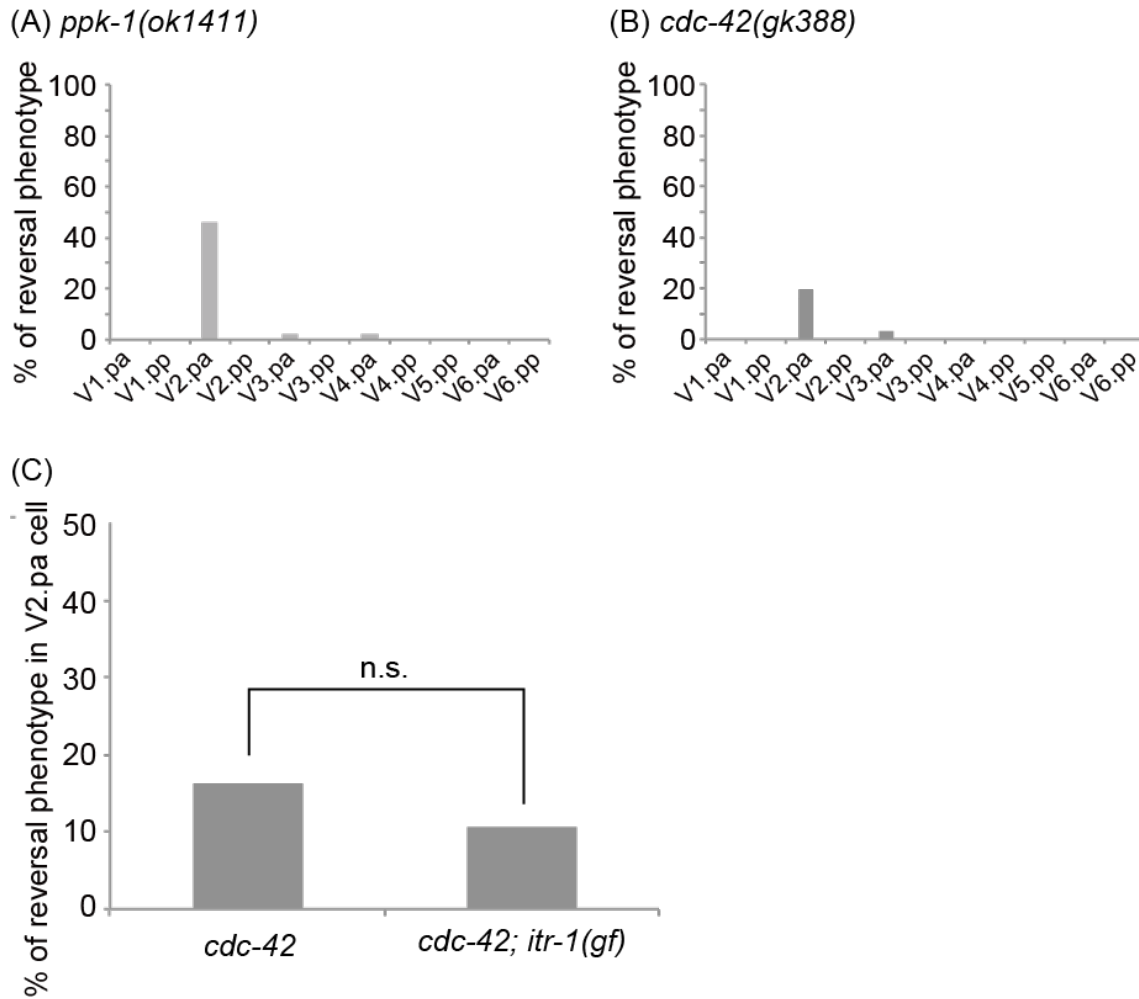 (A) ppk-1(ok1411)
% of reversal phenotype
100
80
60
40
20
0
V1.pa V1.pp V2.pa V2.pp V3.pa V3.pp V4.pa V4.pp V5.pp V6.pa V6.pp
(B) cdc-42(gk388)
% of reversal phenotype
100
80
60
40
20
0
V1.pa V1.pp V2.pa V2.pp V3.pa V3.pp V4.pa V4.pp V5.pp V6.pa V6.pp
(C)
% of reversal phenotype in V2.pa cell
50
40
30
20
10
0
n.s.
cdc-42 cdc-42; itr-1(gf)